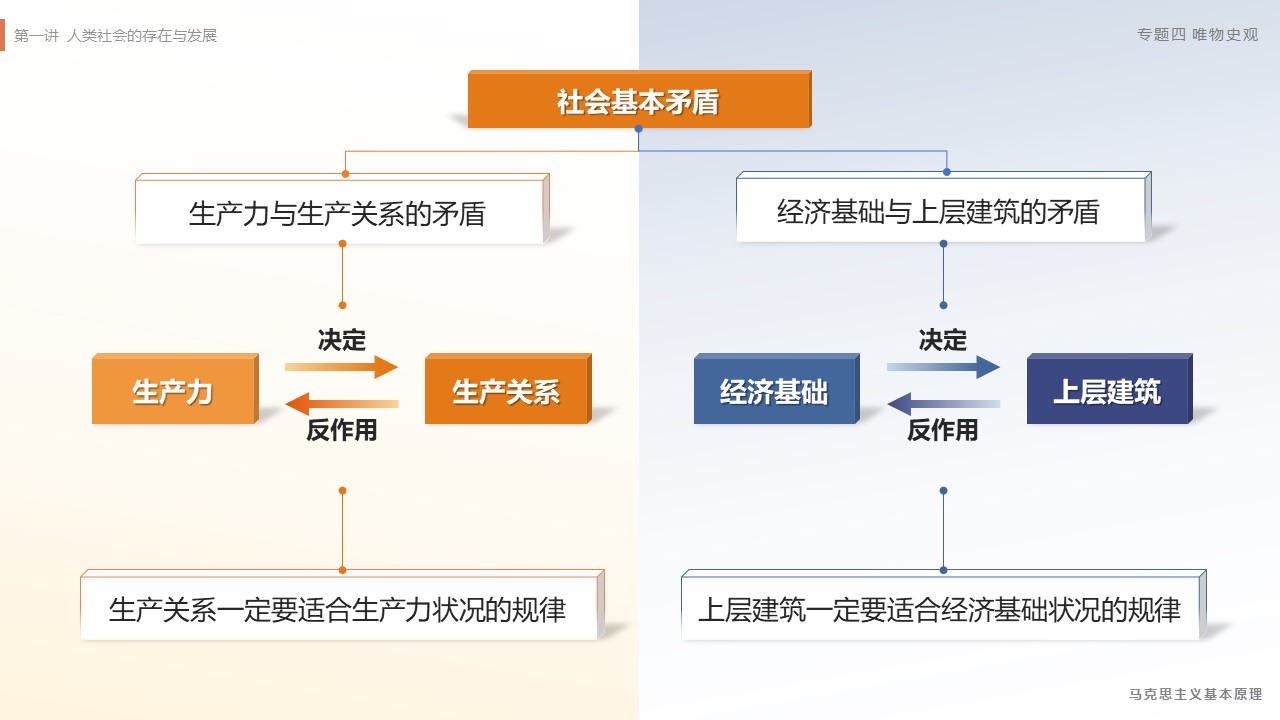 第一讲 人类社会的存在与发展
专题四 唯物史观
社会基本矛盾
生产力与生产关系的矛盾
经济基础与上层建筑的矛盾
决定
生产力
生产关系
反作用
决定
经济基础
上层建筑
反作用
生产关系一定要适合生产力状况的规律
上层建筑一定要适合经济基础状况的规律
马克思主义基本原理